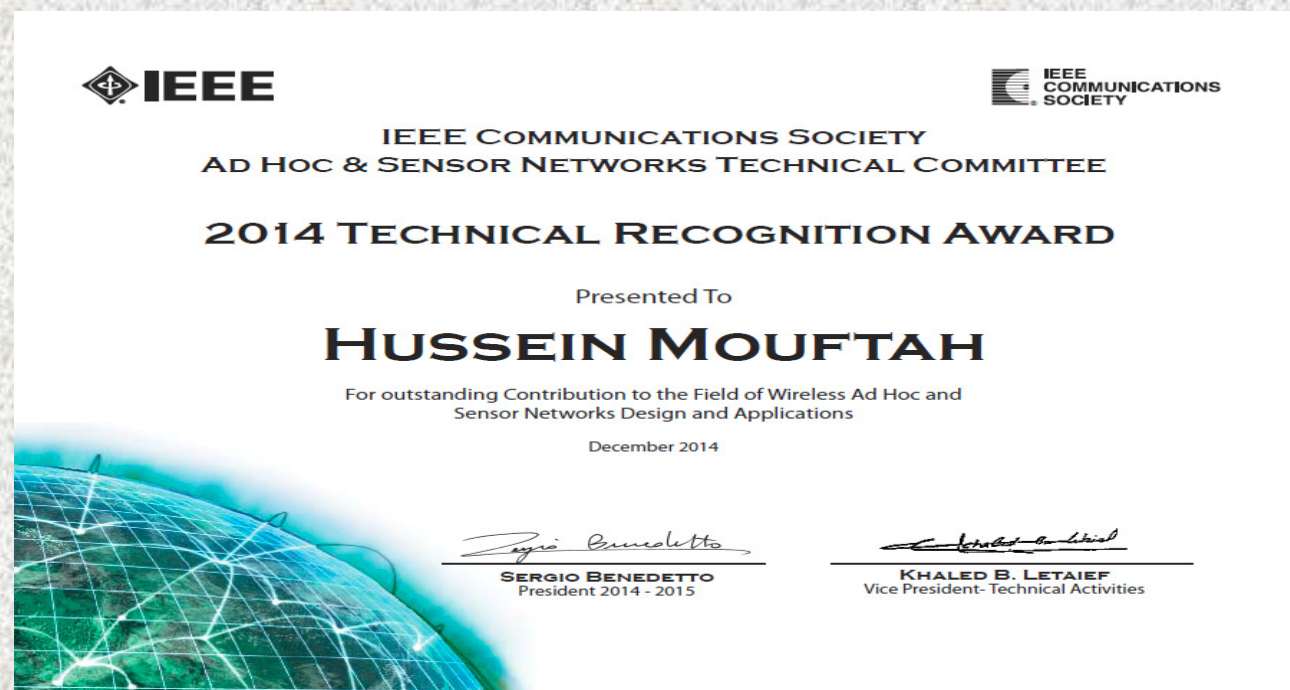 IEEE
IEEE
COMMUNICATIONS
SOCIETY
IEEE COMMUNICATIONS SOCIETY
AD HOC & SENSOR NETWORKS TECHNICAL COMMITTEE
2014 TECHNICAL RECOGNITION AWARD
Presented To
HUSSEIN MOUFTAH
For outstanding Contribution to the Field of Wireless Ad Hoc and
Sensor Networks Design and Applications
December 2014
Sergio Benedetto
SERGIO BENEDETTO
President 2014 - 2015
KHALED B. LETAIEF
Vice President- Technical Activities